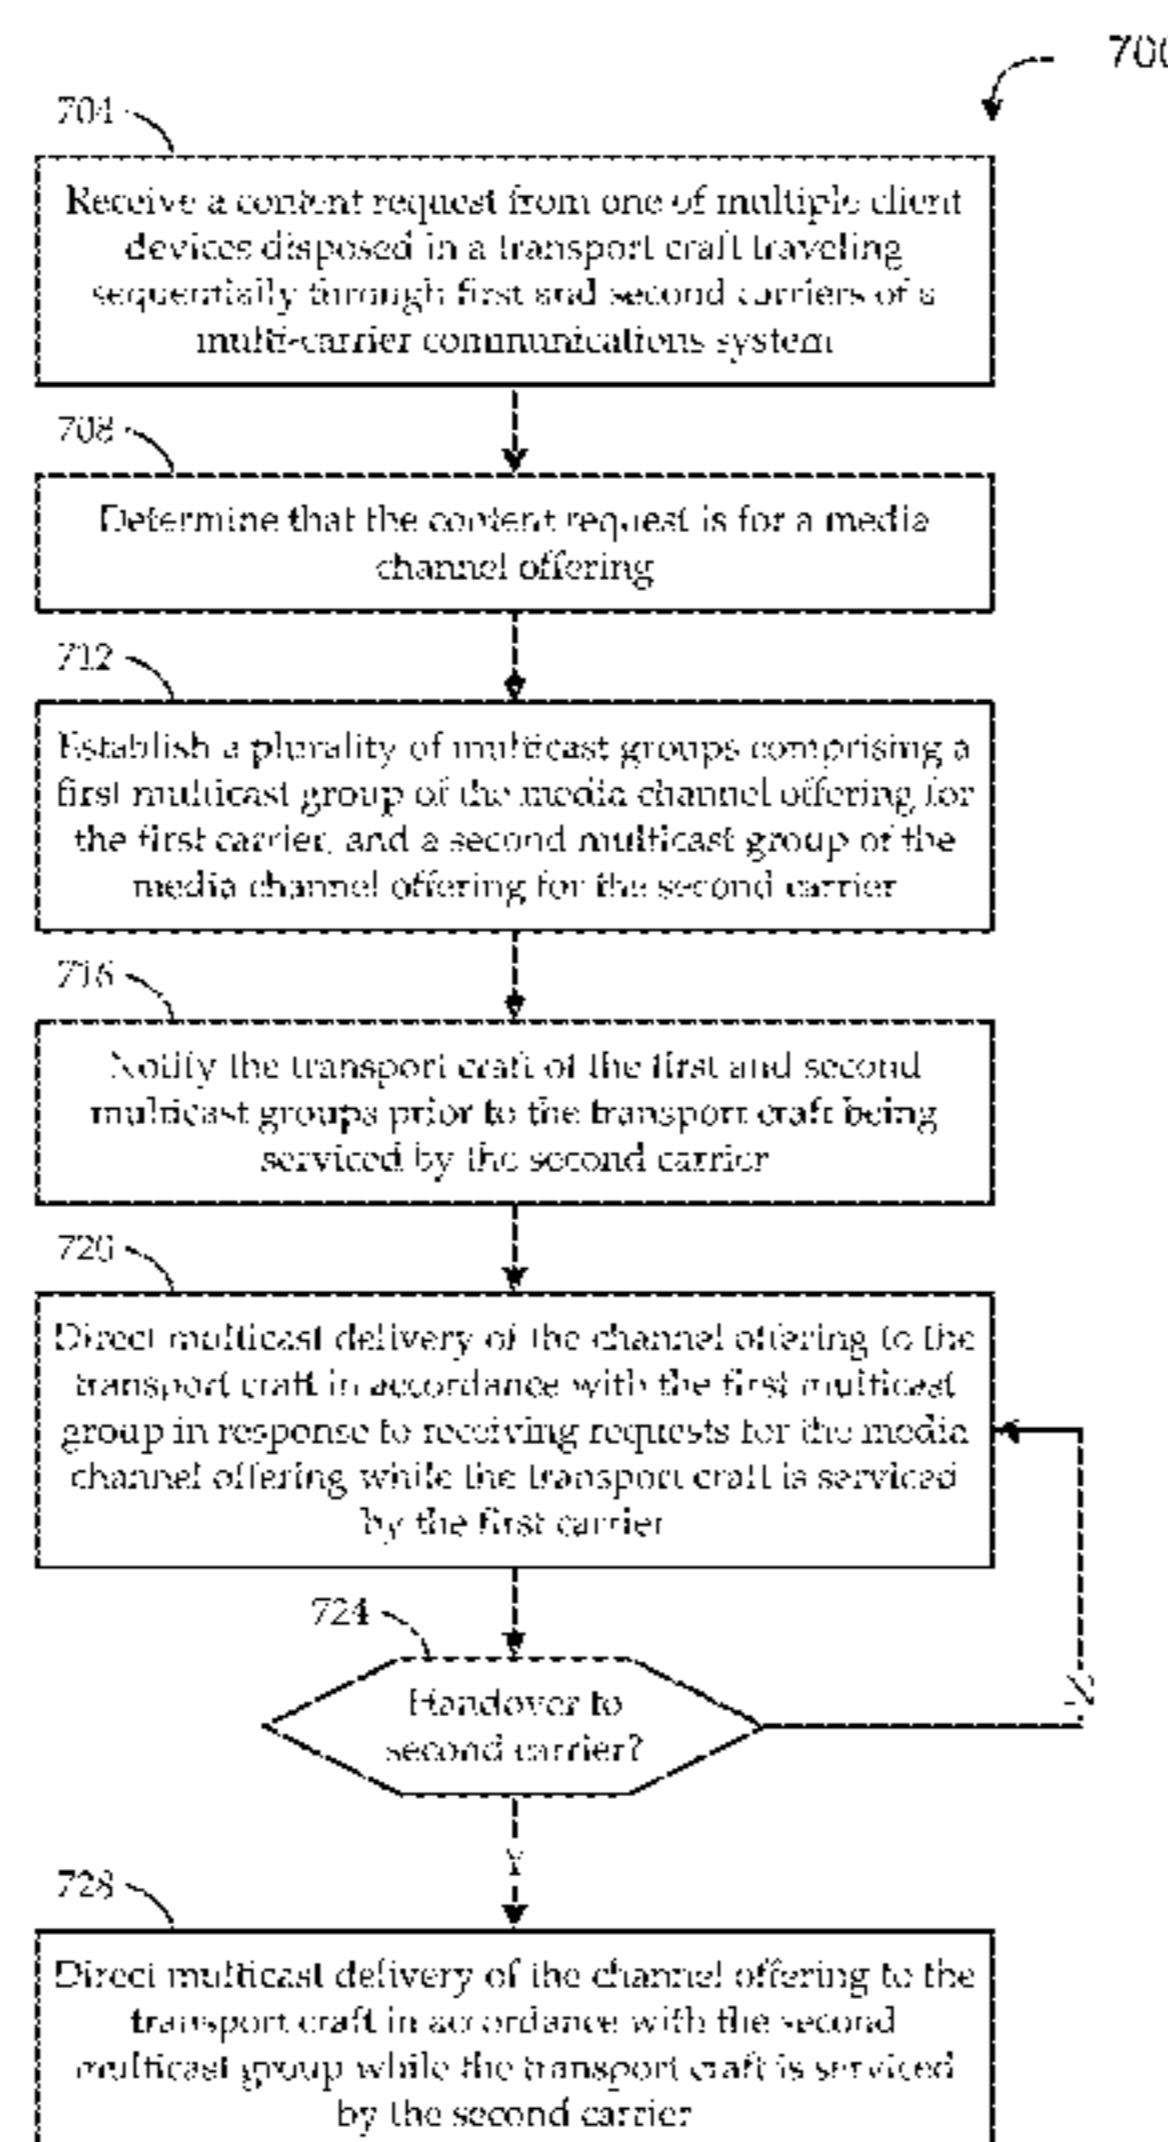 700
704
Receive a content request from one of multiple client
devices disposed in a transport craft traveling
sequentially through first and second carriers of a
multi-carrier communications system
708
Determine that the content request is for a media
channel offering
712
Establish a plurality of multicast groups comprising a
first multicast group of the media channel offering for
the first carrier, and a second multicast group of the
media channel offering for the second carrier
716
Notify the transport craft of the first and second
multicast groups prior to the transport craft being
serviced by the second carrier
720
Direct multicast delivery of the channel offering to the
transport craft in accordance with the first multicast
group in response to receiving requests for the media
channel offering while the transport craft is serviced
by the first carrier
724
Handover to
second carrier?
N
Y
728
Direct multicast delivery of the channel offering to the
transport craft in accordance with the second
multicast group while the transport craft is serviced
by the second carrier